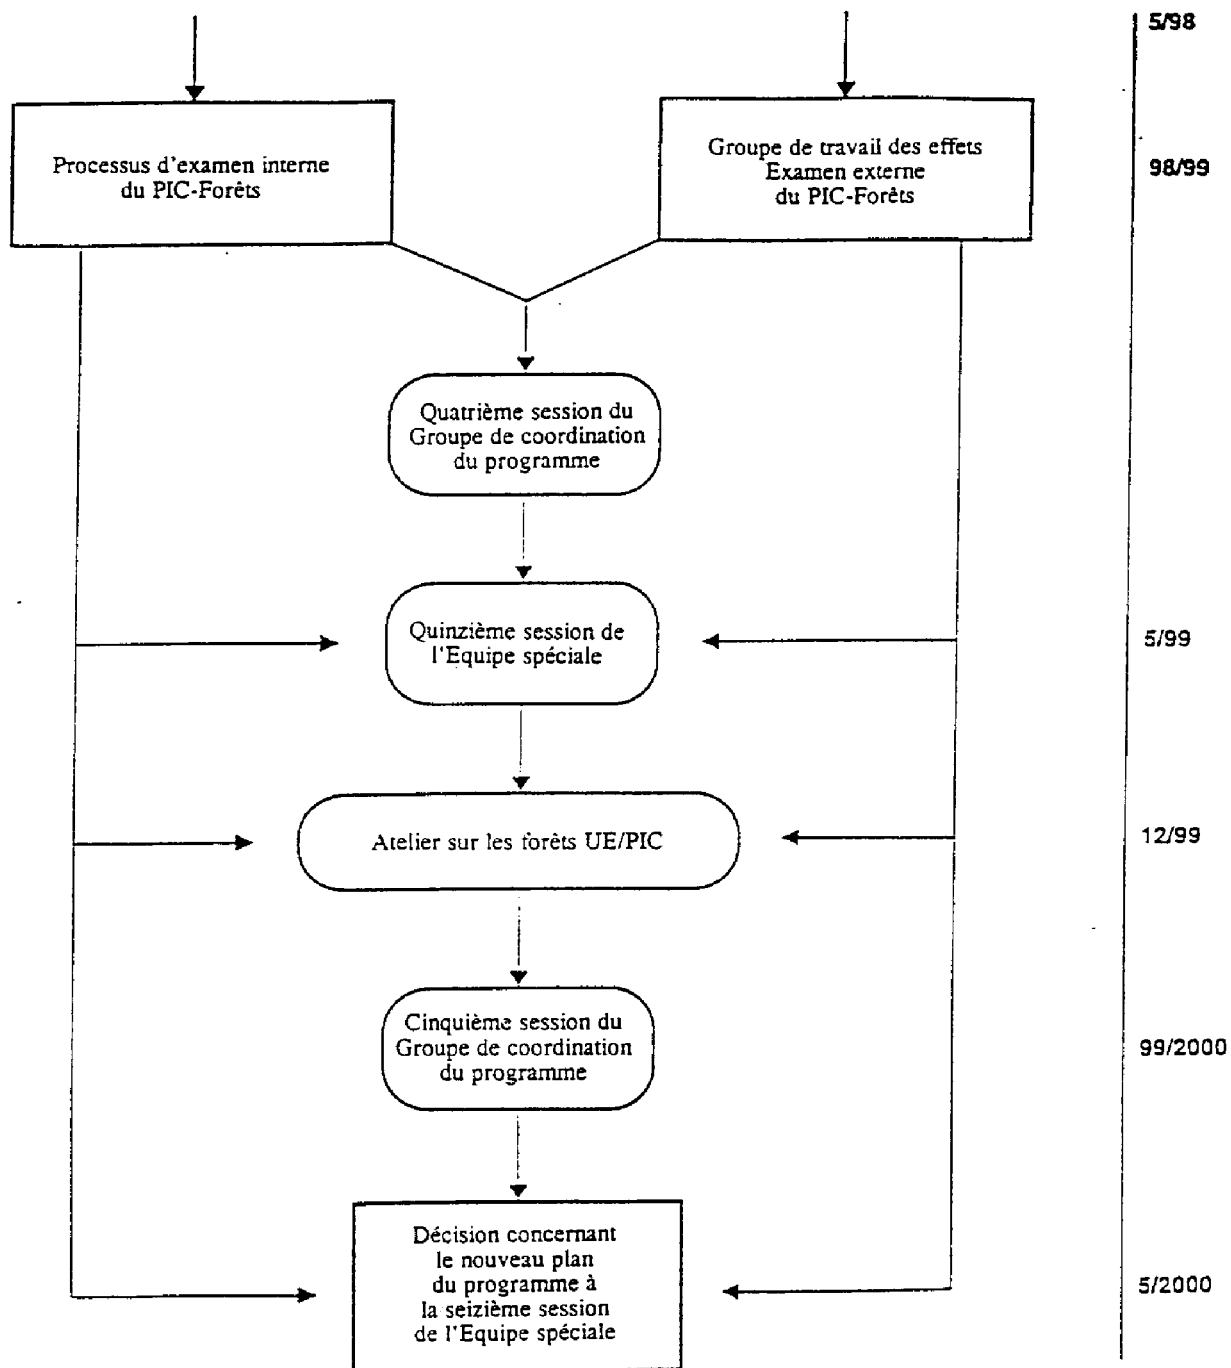 5/98
Processus d'examen interne
du PIC-Forêts
Groupe de travail des effets
Examen externe
du PIC-Forêts
98/99
Quatrième session du
Groupe de coordination
du programme
Quinzième session de
l'Equipe spéciale
5/99
Atelier sur les forêts UE/PIC
12/99
Cinquième session du
Groupe de coordination
du programme
99/2000
Décision concernant
le nouveau plan
du programme à
la seizième session
de l'Equipe spéciale
5/2000